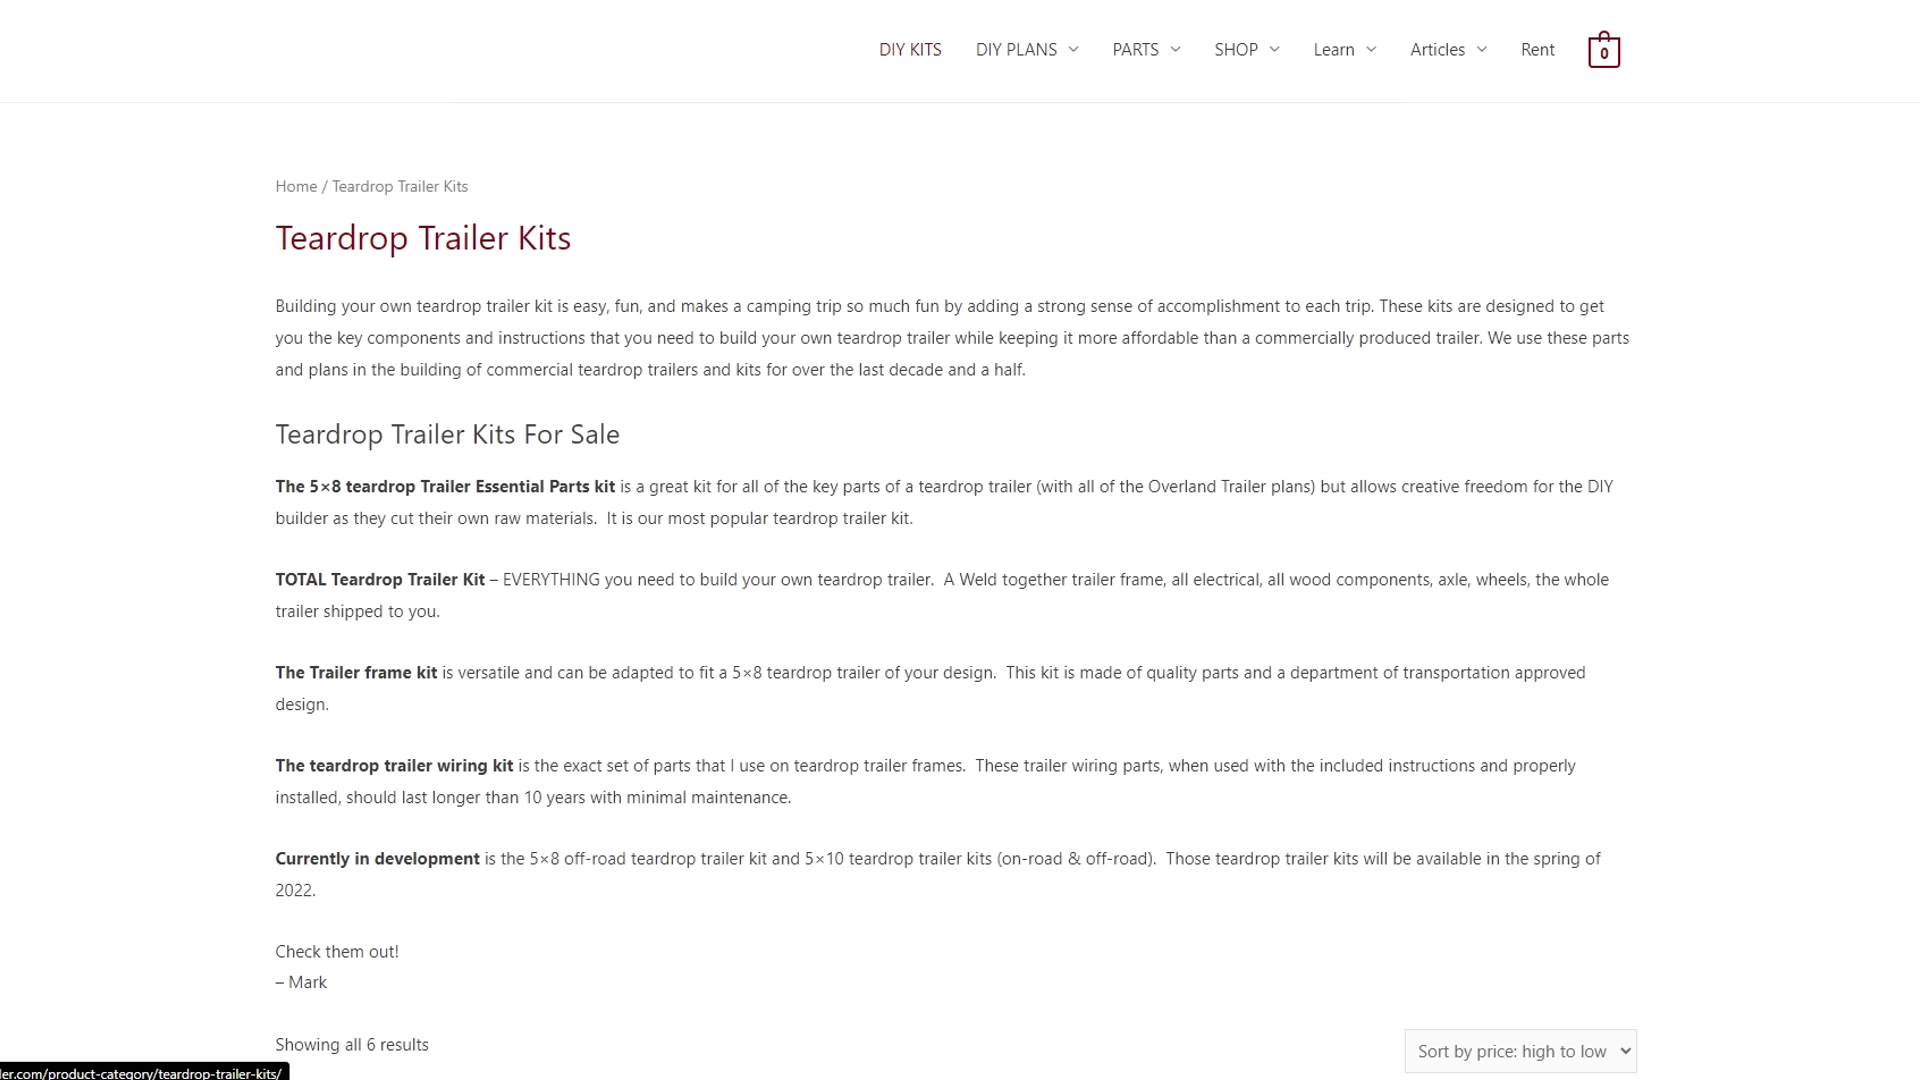 DIY KITS DIY PLANS PARTS SHOP Learn Articles Rent 0
Home / Teardrop Trailer Kits
Teardrop Trailer Kits
Building your own teardrop trailer kit is easy, fun, and makes a camping trip so much fun by adding a strong sense of accomplishment to each trip. These kits are designed to get
you the key components and instructions that you need to build your own teardrop trailer while keeping it more affordable than a commercially produced trailer. We use these parts
and plans in the building of commercial teardrop trailers and kits for over the last decade and a half.
Teardrop Trailer Kits For Sale
The 5×8 teardrop Trailer Essential Parts kit is a great kit for all of the key parts of a teardrop trailer (with all of the Overland Trailer plans) but allows creative freedom for the DIY
builder as they cut their own raw materials. It is our most popular teardrop trailer kit.
TOTAL Teardrop Trailer Kit – EVERYTHING you need to build your own teardrop trailer. A Weld together trailer frame, all electrical, all wood components, axle, wheels, the whole
trailer shipped to you.
The Trailer frame kit is versatile and can be adapted to fit a 5×8 teardrop trailer of your design. This kit is made of quality parts and a department of transportation approved
design.
The teardrop trailer wiring kit is the exact set of parts that I use on teardrop trailer frames. These trailer wiring parts, when used with the included instructions and properly
installed, should last longer than 10 years with minimal maintenance.
Currently in development is the 5×8 off-road teardrop trailer kit and 5×10 teardrop trailer kits (on-road & off-road). Those teardrop trailer kits will be available in the spring of
2022.
Check them out!
– Mark
Showing all 6 results
Sort by price: high to low
ler.com/product-category/teardrop-trailer-kits/